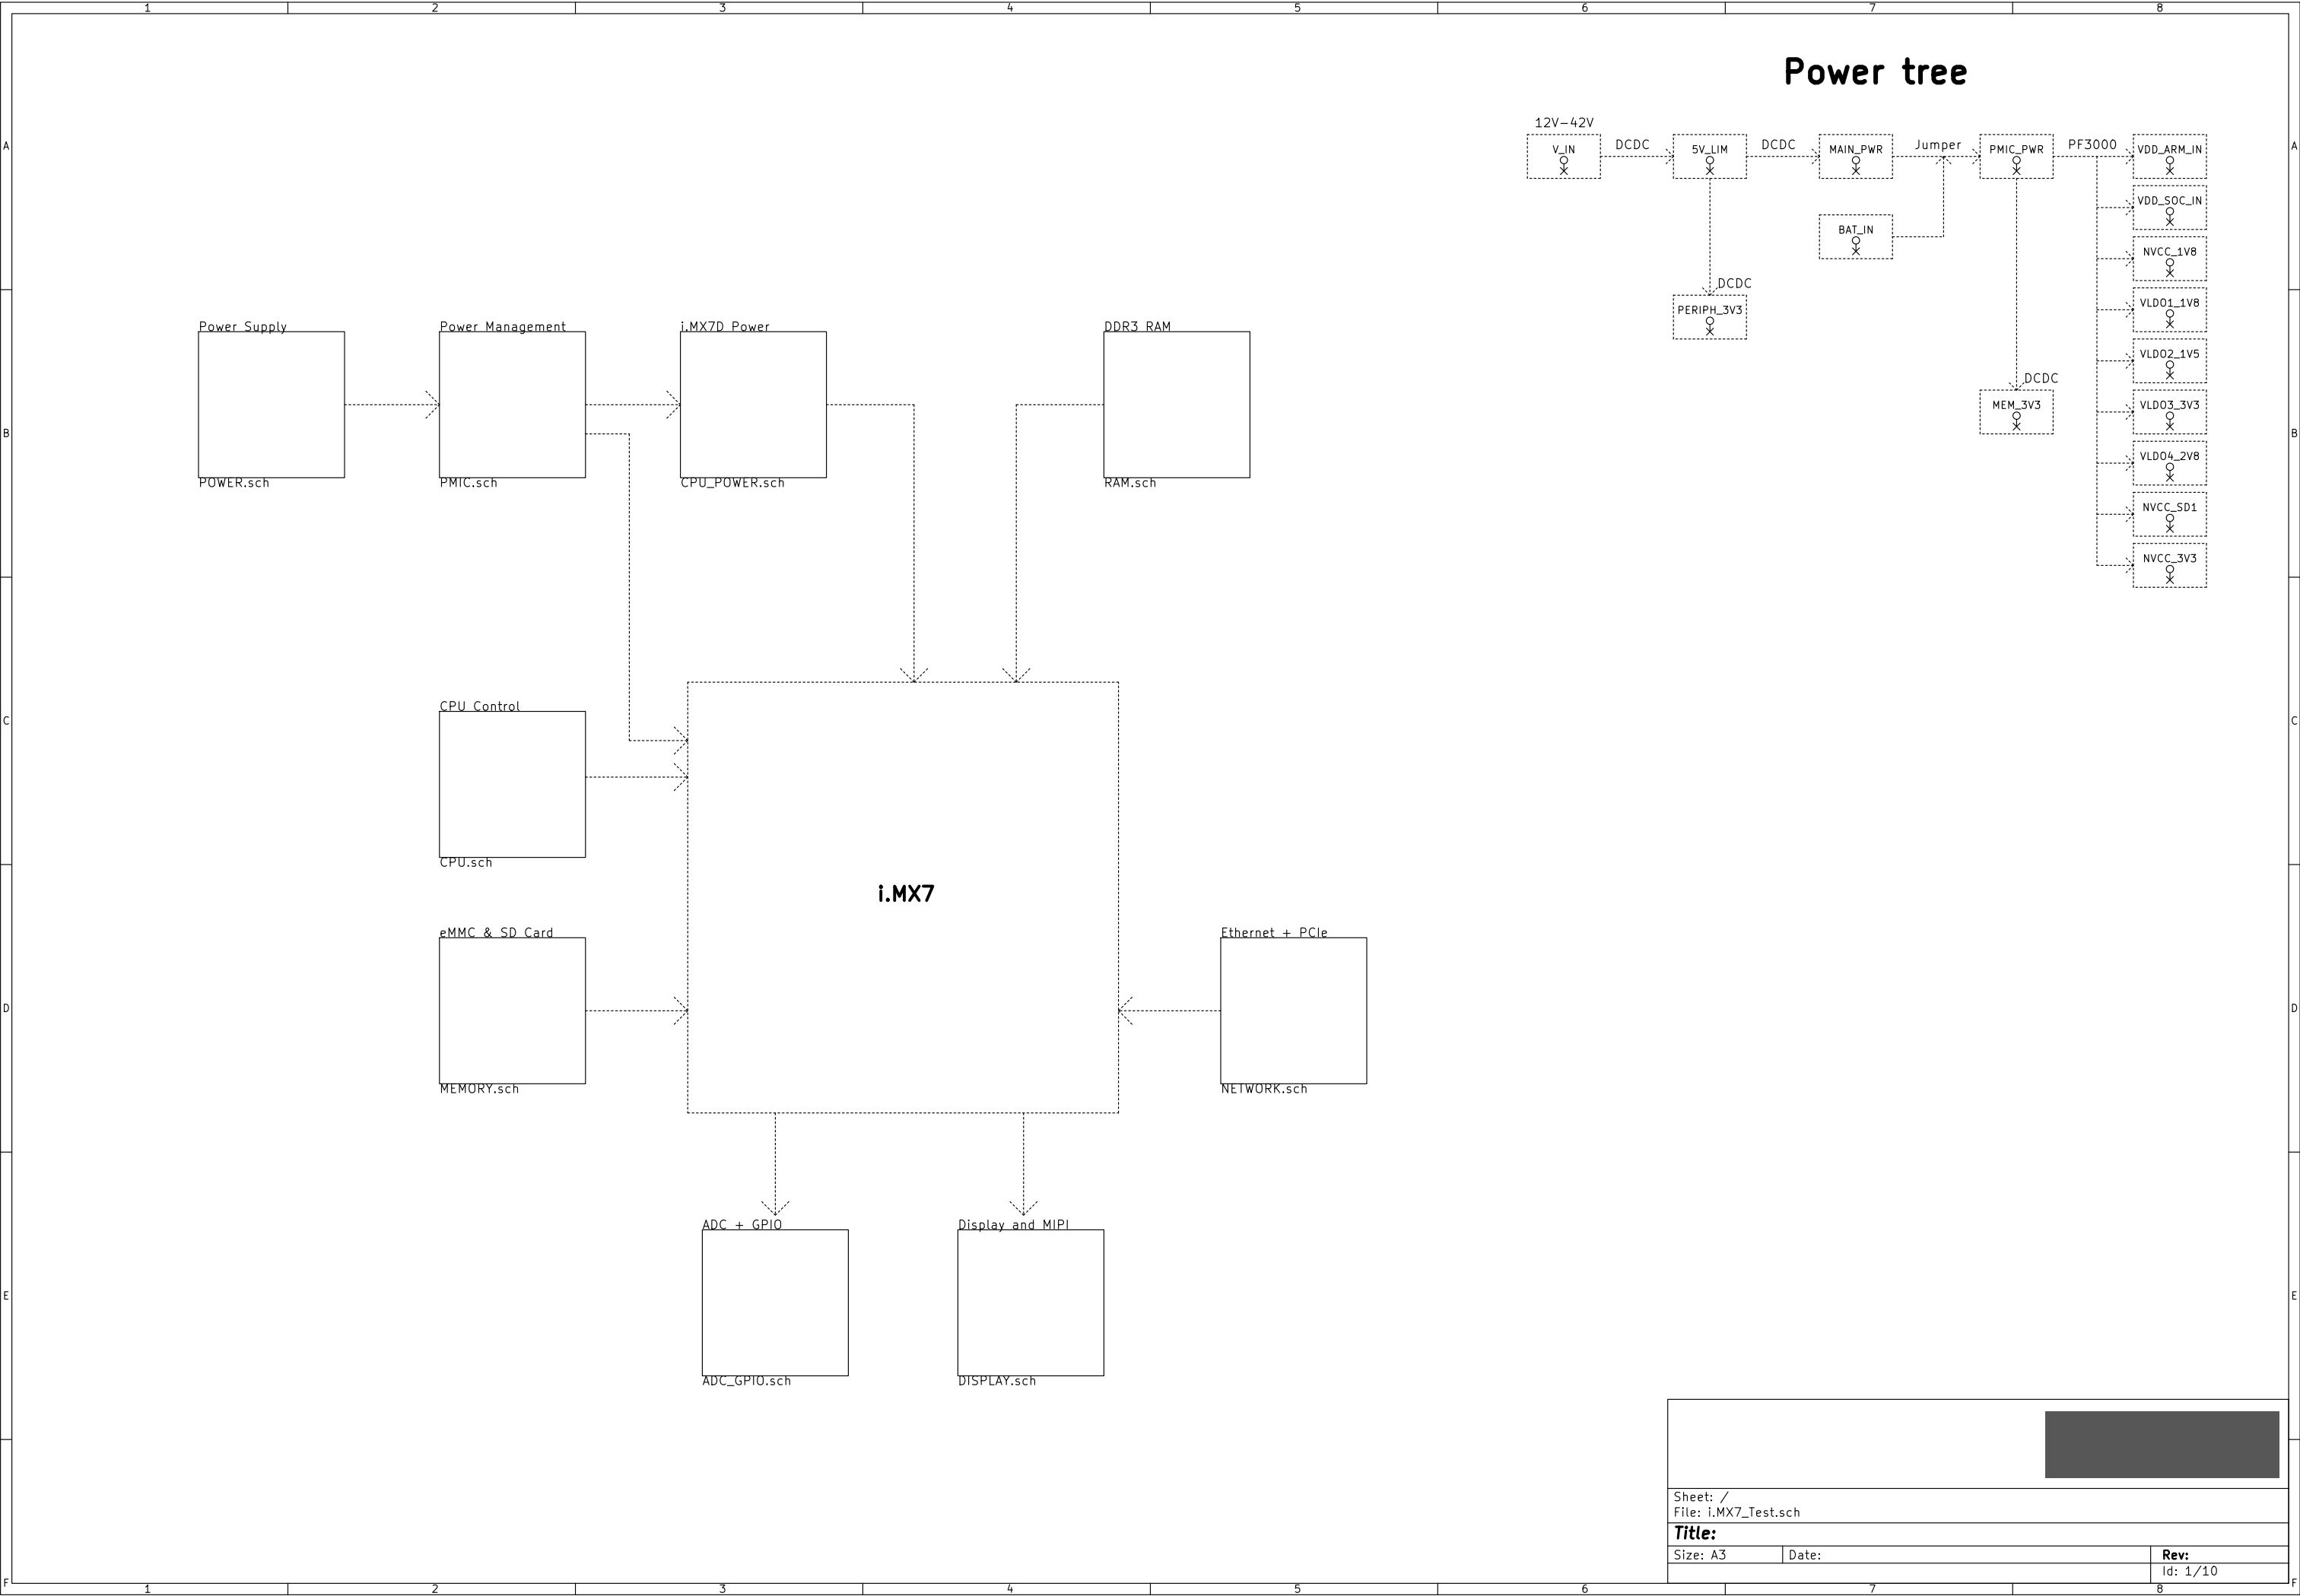 1 2 3 4 5 6 7 8
Power tree
12V-42V
A A
V_IN DCDC 5V_LIM DCDC MAIN_PWR Jumper PMIC_PWR PF3000 VDD_ARM_IN
VDD_SOC_IN
BAT_IN
NVCC_1V8
DCDC
PERIPH_3V3
VLDO1_1V8
VLDO2_1V5
DCDC
MEM_3V3
VLDO3_3V3
VLDO4_2V8
NVCC_SD1
NVCC_3V3
Power Supply Power Management i.MX7D Power DDR3 RAM
B B
POWER.sch PMIC.sch CPU_POWER.sch RAM.sch
CPU Control
C C
CPU.sch
i.MX7
eMMC & SD Card Ethernet + PCIe
D D
MEMORY.sch NETWORK.sch
ADC + GPIO Display and MIPI
E E
ADC_GPIO.sch DISPLAY.sch
Sheet: /
File: i.MX7_Test.sch
Title:
Size: A3 Date: Rev:
Id: 1/10
F F
1 2 3 4 5 6 7 8